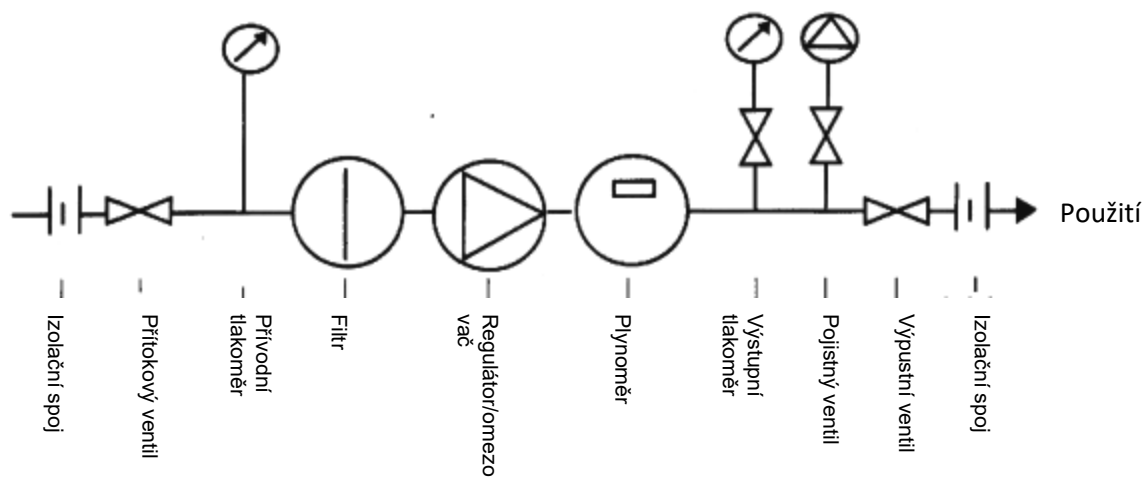 Použití
Izolační spoj
Přítokový ventil
Přívodní
tlakoměr
Filtr
Regulátor/omezo
vač
Plynoměr
Výstupní
tlakoměr
Pojistný ventil
Výpustní ventil
Izolační spoj